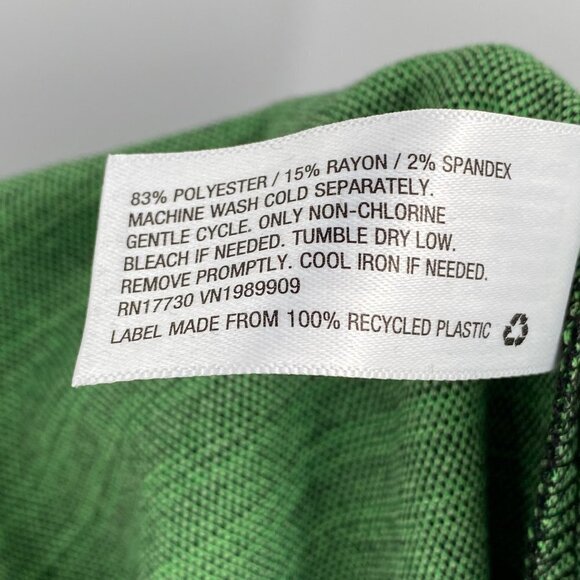 83% POLYESTER / 15% RAYON / 2% SPANDEX
MACHINE WASH COLD SEPARATELY.
GENTLE CYCLE. ONLY NON-CHLORINE
BLEACH IF NEEDED. TUMBLE DRY LOW.
REMOVE PROMPTLY. COOL IRON IF NEEDED.
RN17730 VN1989909
LABEL MADE FROM 100% RECYCLED PLASTIC